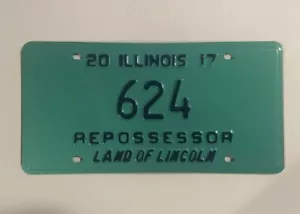 20 ILLINOIS 17
624
REPOSSESSOR
LAND OF LINCOLN